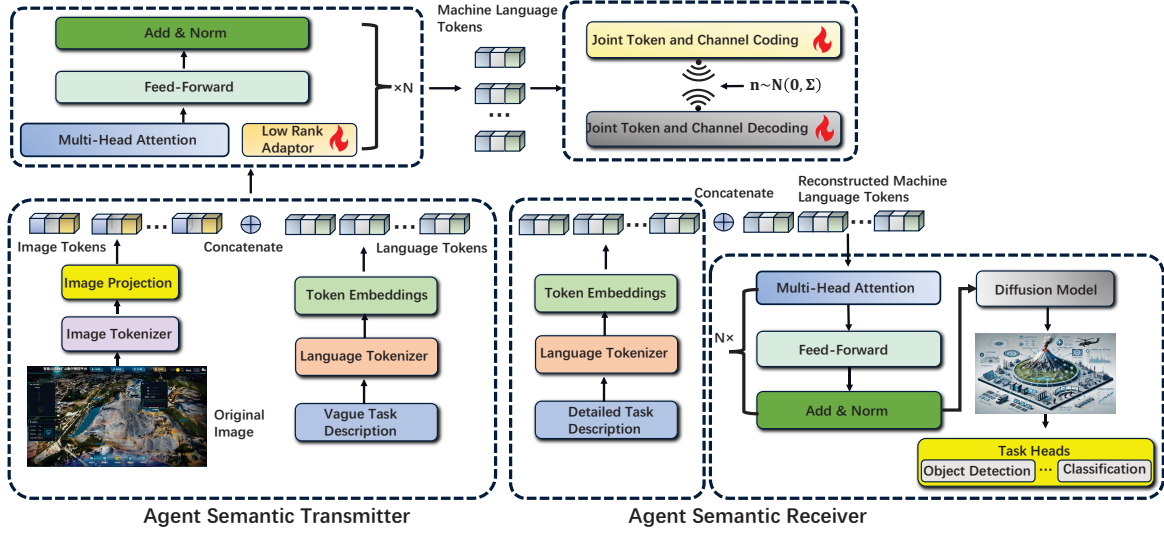 Add & Norm
Feed-Forward
Multi-Head Attention
Low Rank
Adaptor
×N
Machine Language
Tokens
...
Joint Token and Channel Coding
n~N(0,Σ)
Joint Token and Channel Decoding
...
Image Tokens
Concatenate
...
Language Tokens
Image Projection
Image Tokenizer
Original
Image
Token Embeddings
Language Tokenizer
Vague Task
Description
Agent Semantic Transmitter
...
Concatenate
Reconstructed Machine
Language Tokens
...
Token Embeddings
Language Tokenizer
Detailed Task
Description
N×
Multi-Head Attention
Feed-Forward
Add & Norm
Diffusion Model
Task Heads
Object Detection ... Classification
Agent Semantic Receiver